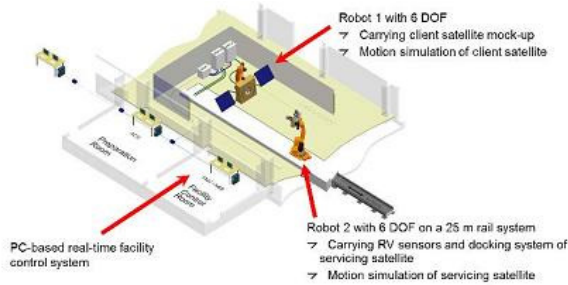 Robot 1 with 6 DOF
Carrying client satellite mock-up
Motion simulation of client satellite
Preparation
Room
ACS
Facility
Control
Room
PC-based real-time facility
control system
Robot 2 with 6 DOF on a 25 m rail system
Carrying RV sensors and docking system of
servicing satellite
Motion simulation of servicing satellite